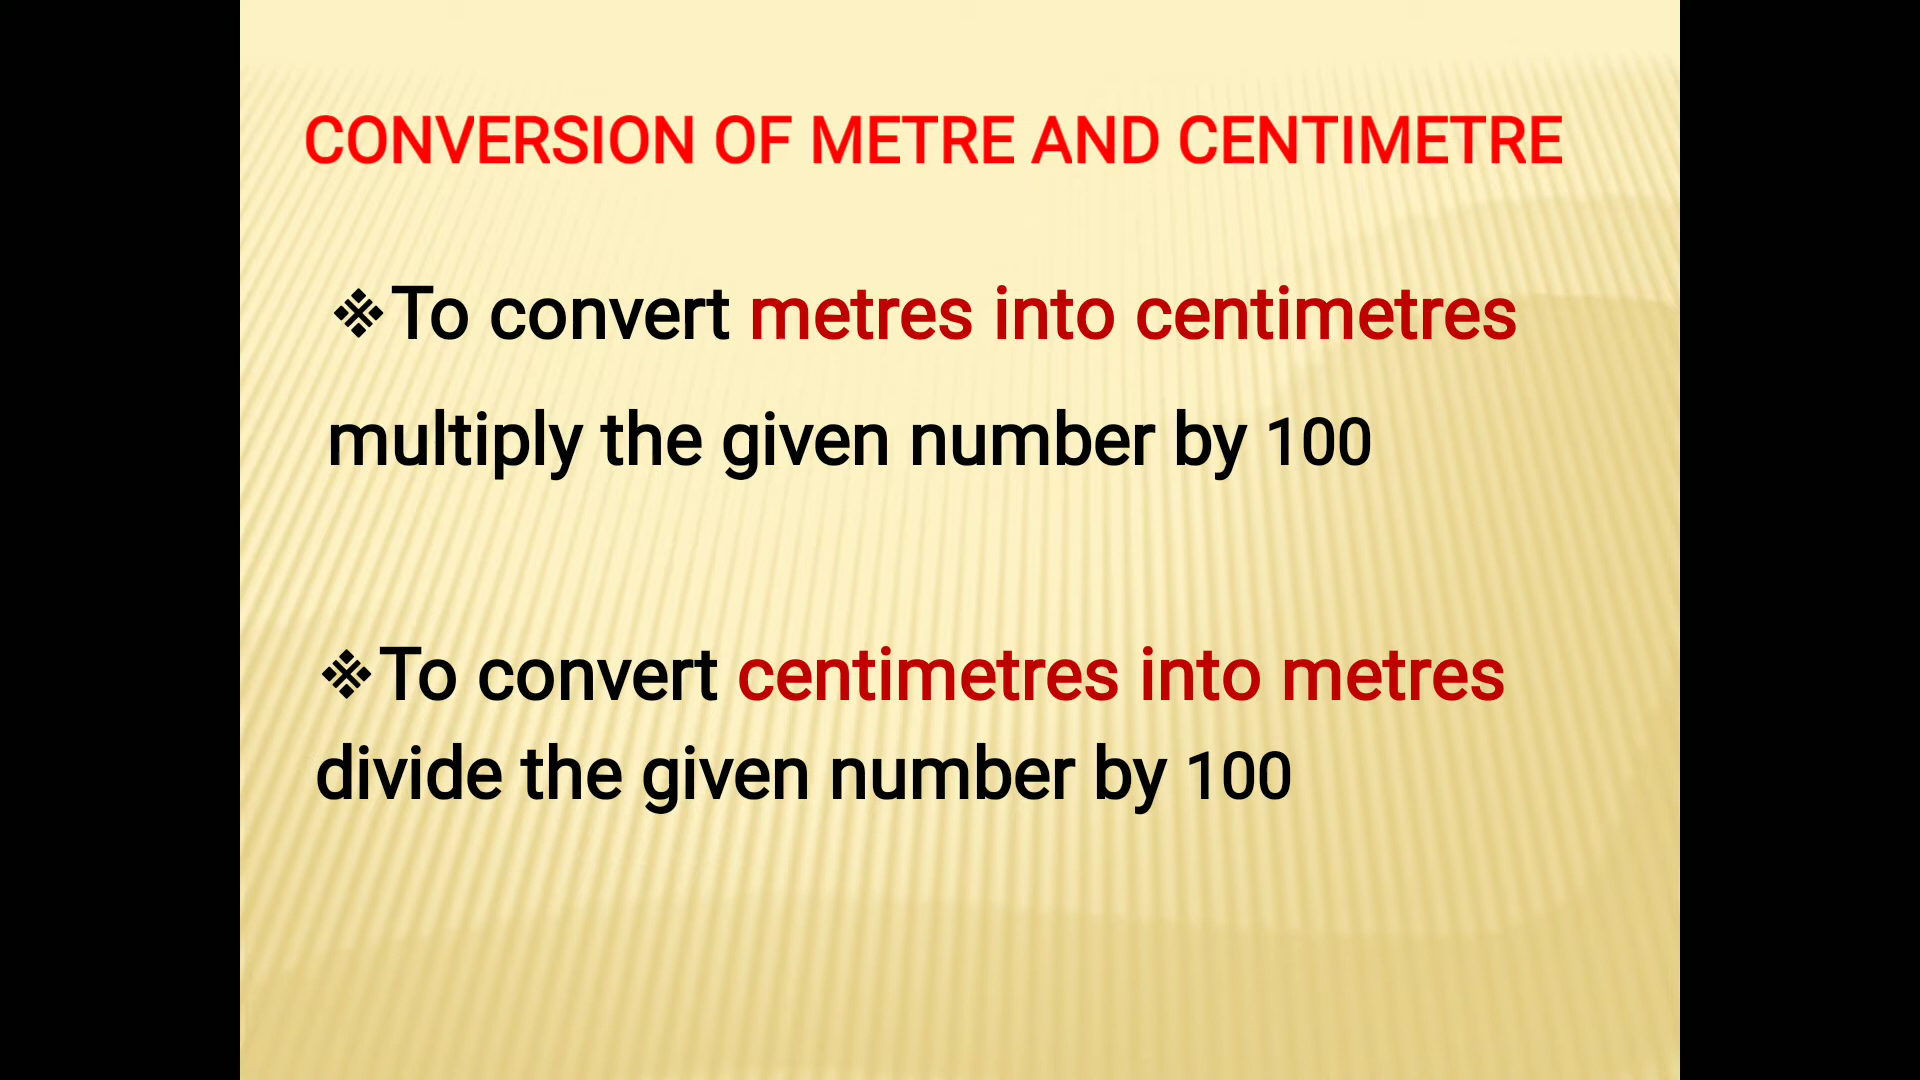 CONVERSION OF METRE AND CENTIMETRE
❖To convert metres into centimetres
multiply the given number by 100
❖To convert centimetres into metres
divide the given number by 100